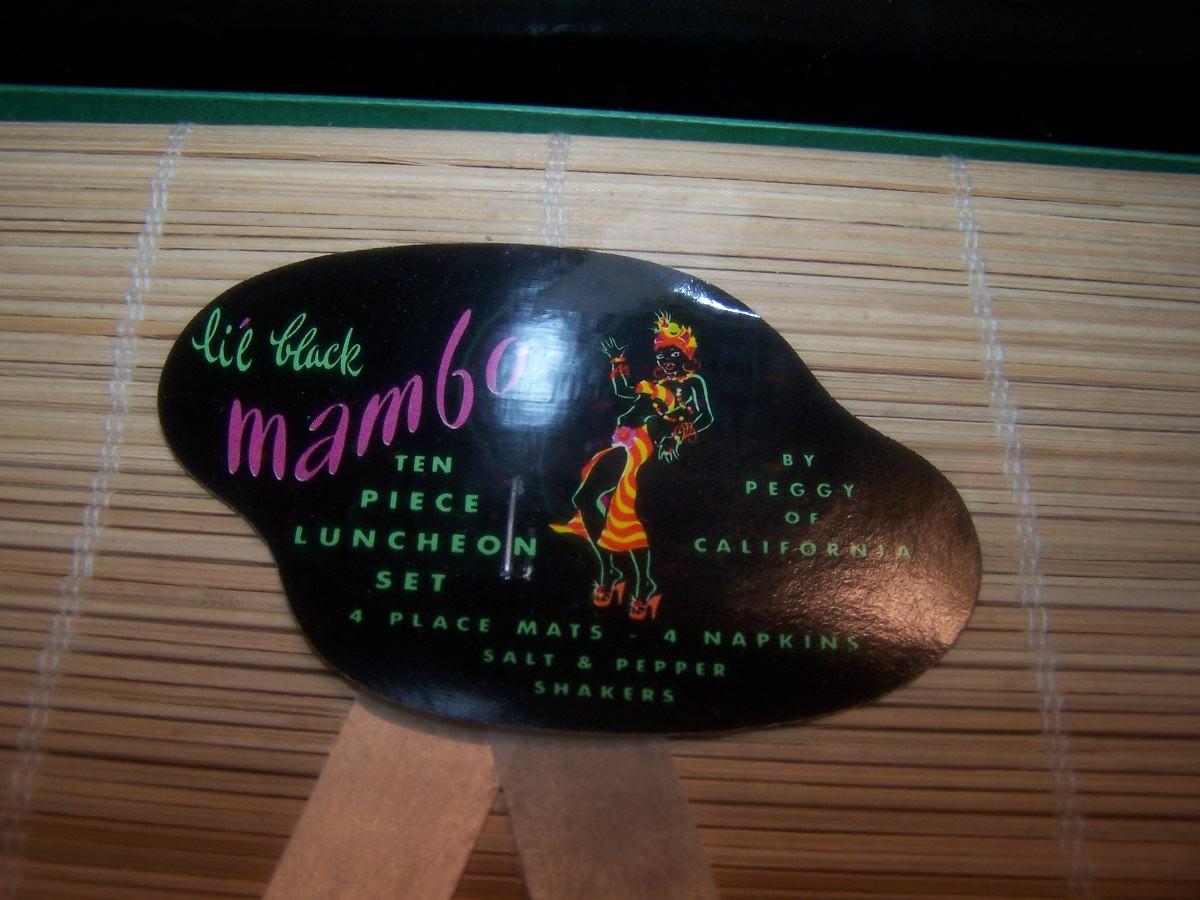 li'l black
mambo
TEN
PIECE
LUNCHEON
SET
BY
PEGGY
OF
CALIFORNIA
4 PLACE MATS - 4 NAPKINS
SALT & PEPPER
SHAKERS